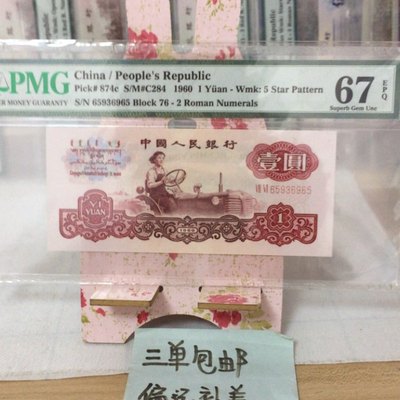 PMG
China / People's Republic
Pick# 874c S/M#C284 1960 1 Yüan - Wmk: 5 Star Pattern
S/N 65936965 Block 76 - 2 Roman Numerals
67 EPQ
Superb Gem Unc
中國人民銀行
壹圓
65936965
YI YUAN
1
1960
三单包邮